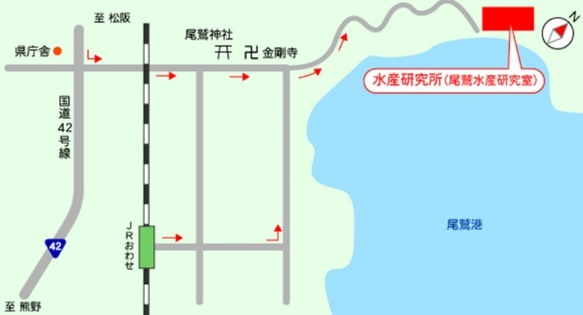 至 松阪
尾鷲神社
県庁舎
卍 金剛寺
N
水産研究所(尾鷲水産研究室)
国道42号線
JRおわせ
尾鷲港
42
至 熊野